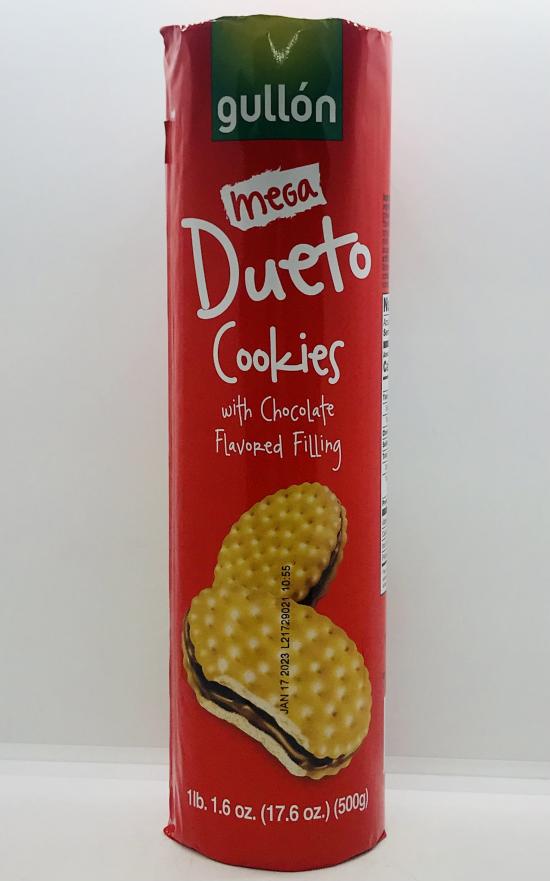 gullón
mega
Dueto
Cookies
with Chocolate
Flavored Filling
JAN 17 2023 L21729021 10:55
1lb. 1.6 oz. (17.6 oz.) (500g)